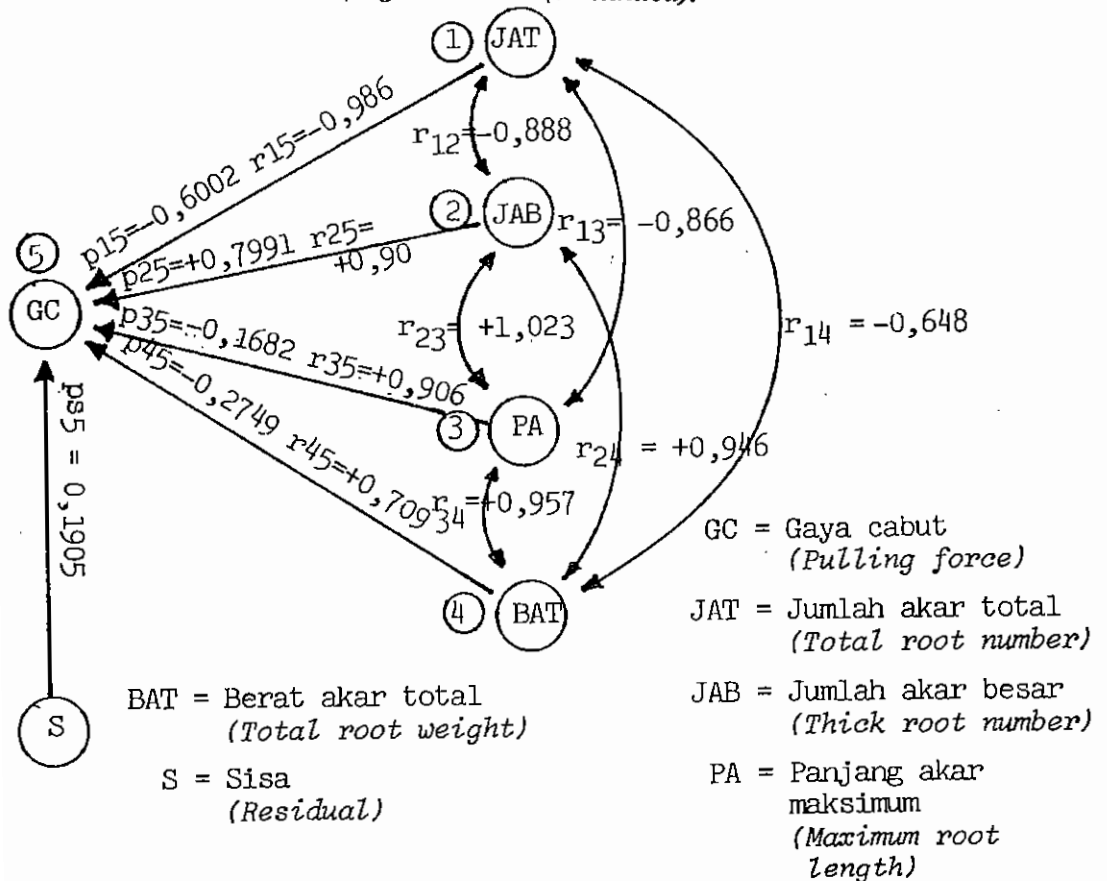 1 JAT
r12=-0,888
p15=-0,6002 r15=-0,986
2 JAB
r13= -0,866
p25=+0,7991 r25=
+0,90
5
GC
r23= +1,023
r14 = -0,648
p35=-0,1682 r35=+0,906
p45=-0,2749 r45=+0,709
3 PA
r24 = +0,946
r34=+0,957
4 BAT
ps5 = 0,1905
S
GC = Gaya cabut
(Pulling force)
JAT = Jumlah akar total
(Total root number)
JAB = Jumlah akar besar
(Thick root number)
PA = Panjang akar
maksimum
(Maximum root
length)
BAT = Berat akar total
(Total root weight)
S = Sisa
(Residual)